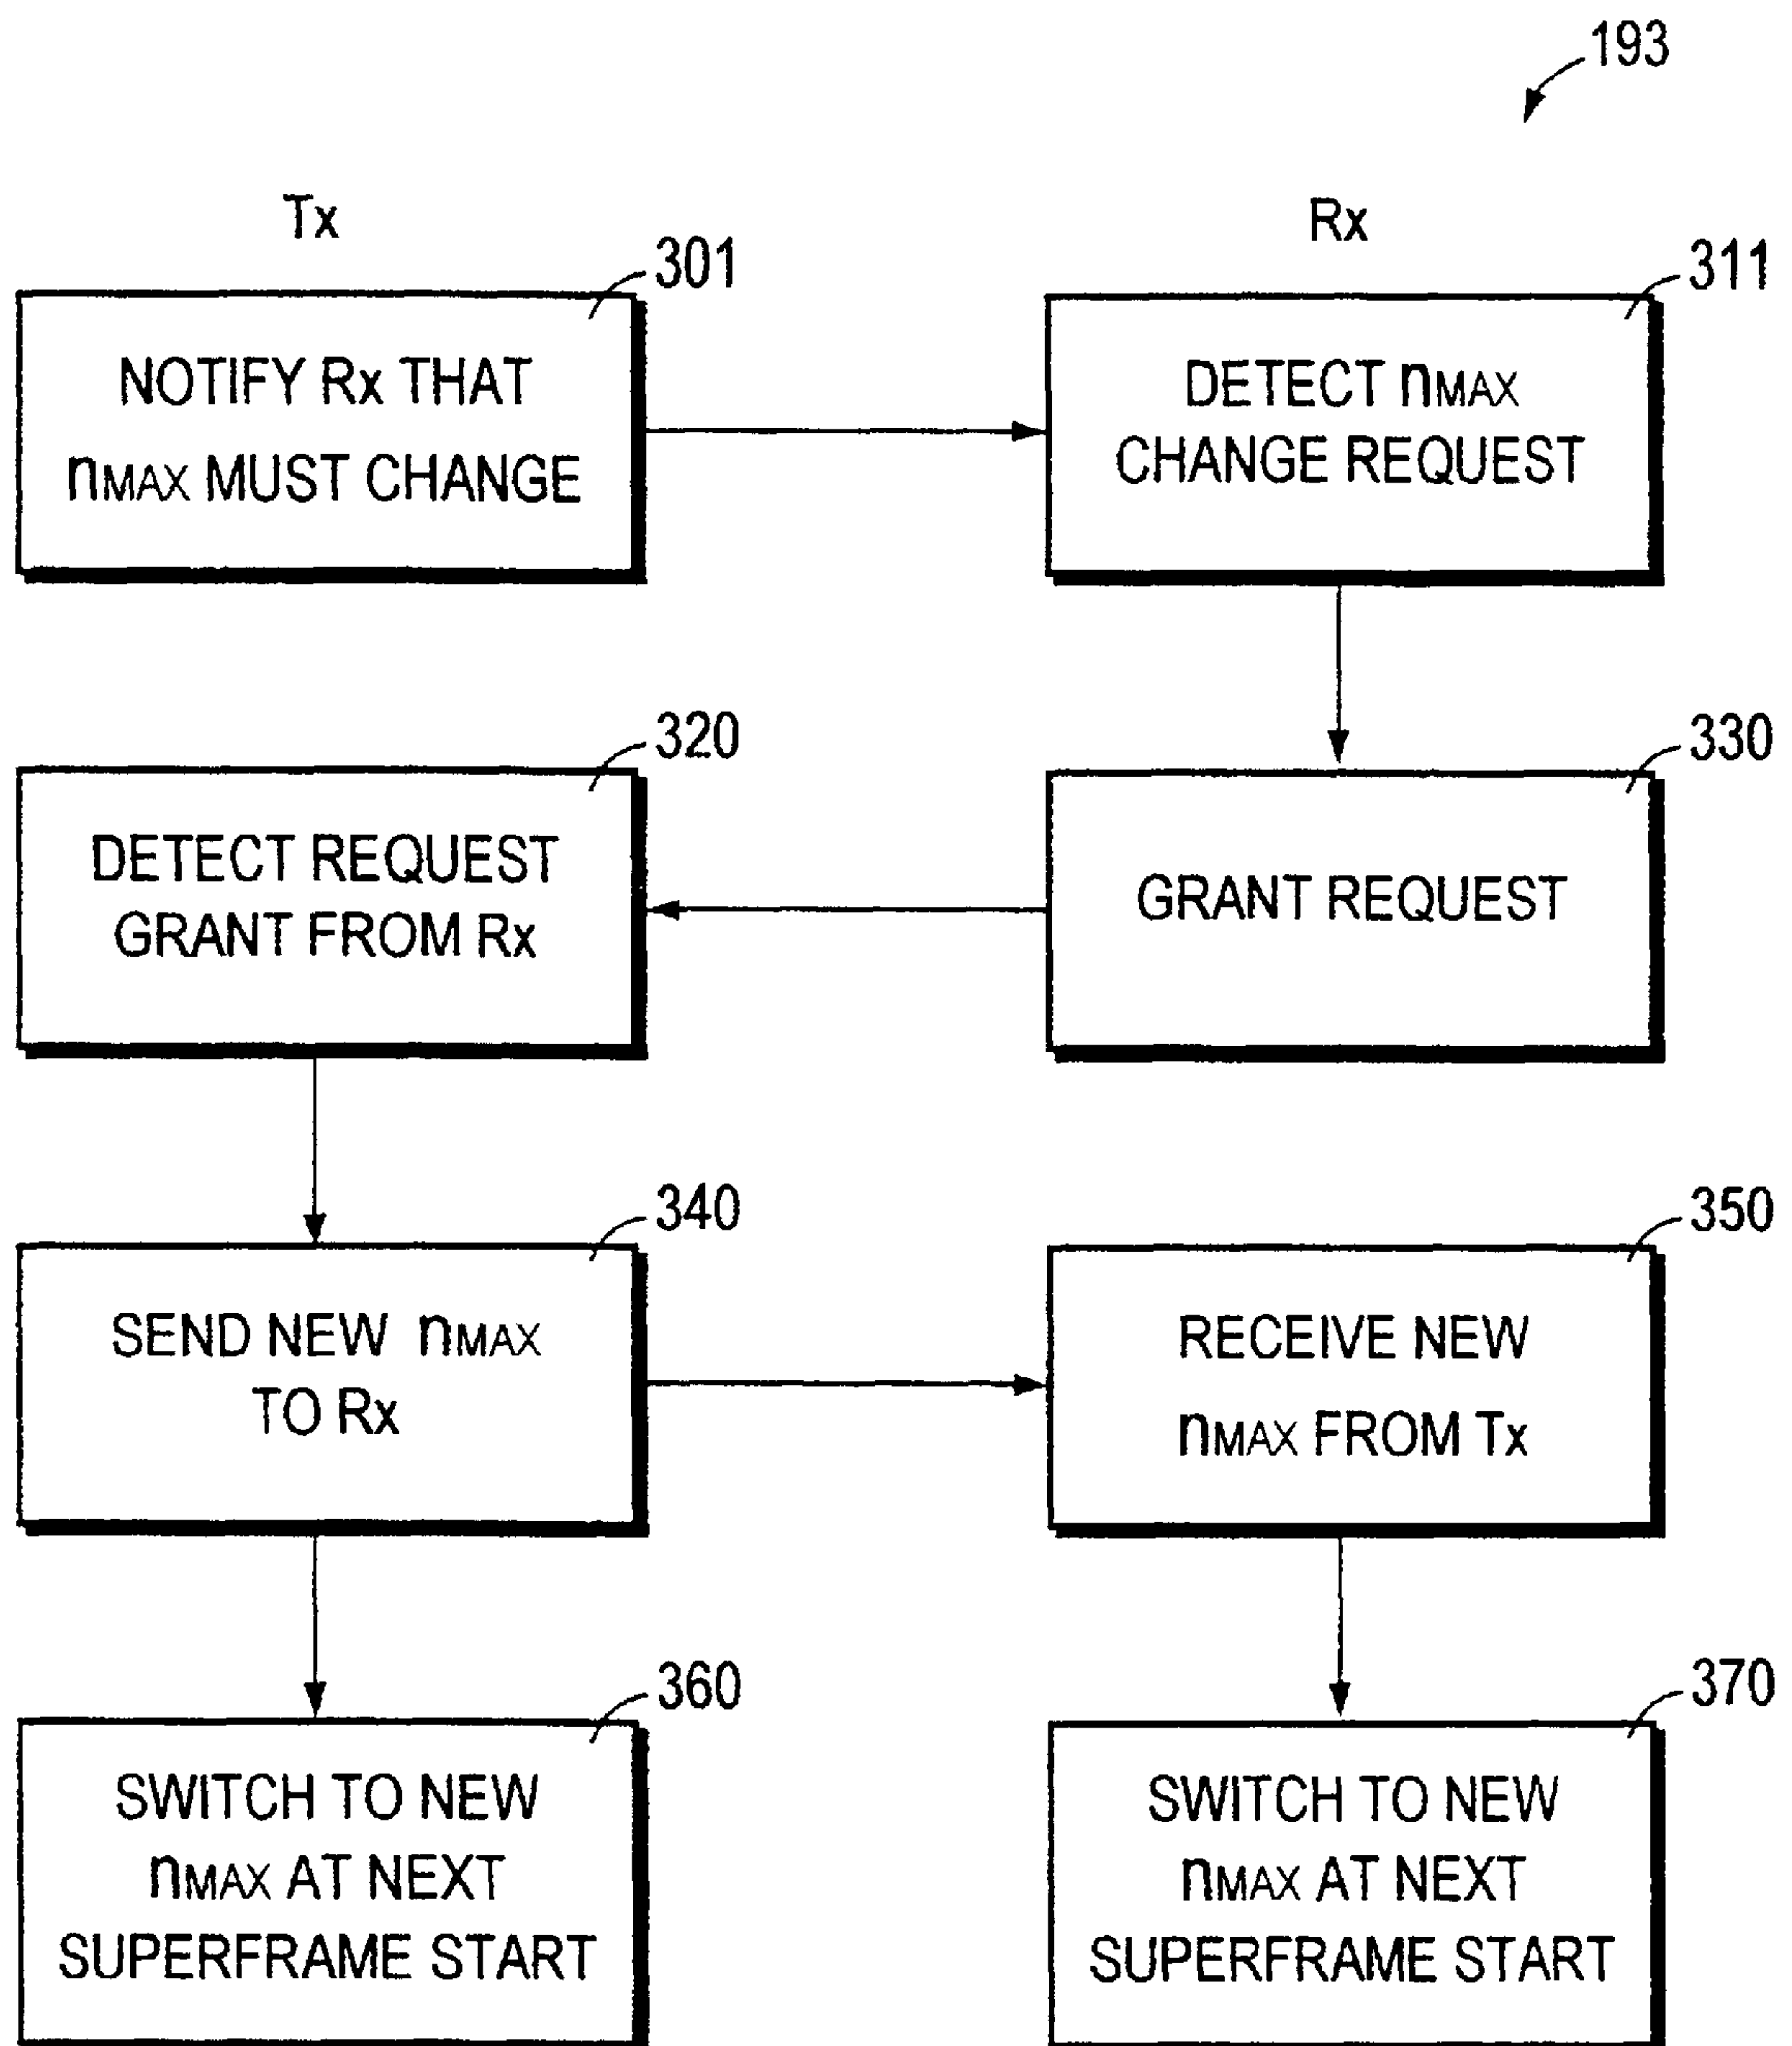 193
Tx
Rx
301
NOTIFY Rx THAT
nMAX MUST CHANGE
311
DETECT nMAX
CHANGE REQUEST
320
DETECT REQUEST
GRANT FROM Rx
330
GRANT REQUEST
340
SEND NEW nMAX
TO Rx
350
RECEIVE NEW
nMAX FROM Tx
360
SWITCH TO NEW
nMAX AT NEXT
SUPERFRAME START
370
SWITCH TO NEW
nMAX AT NEXT
SUPERFRAME START